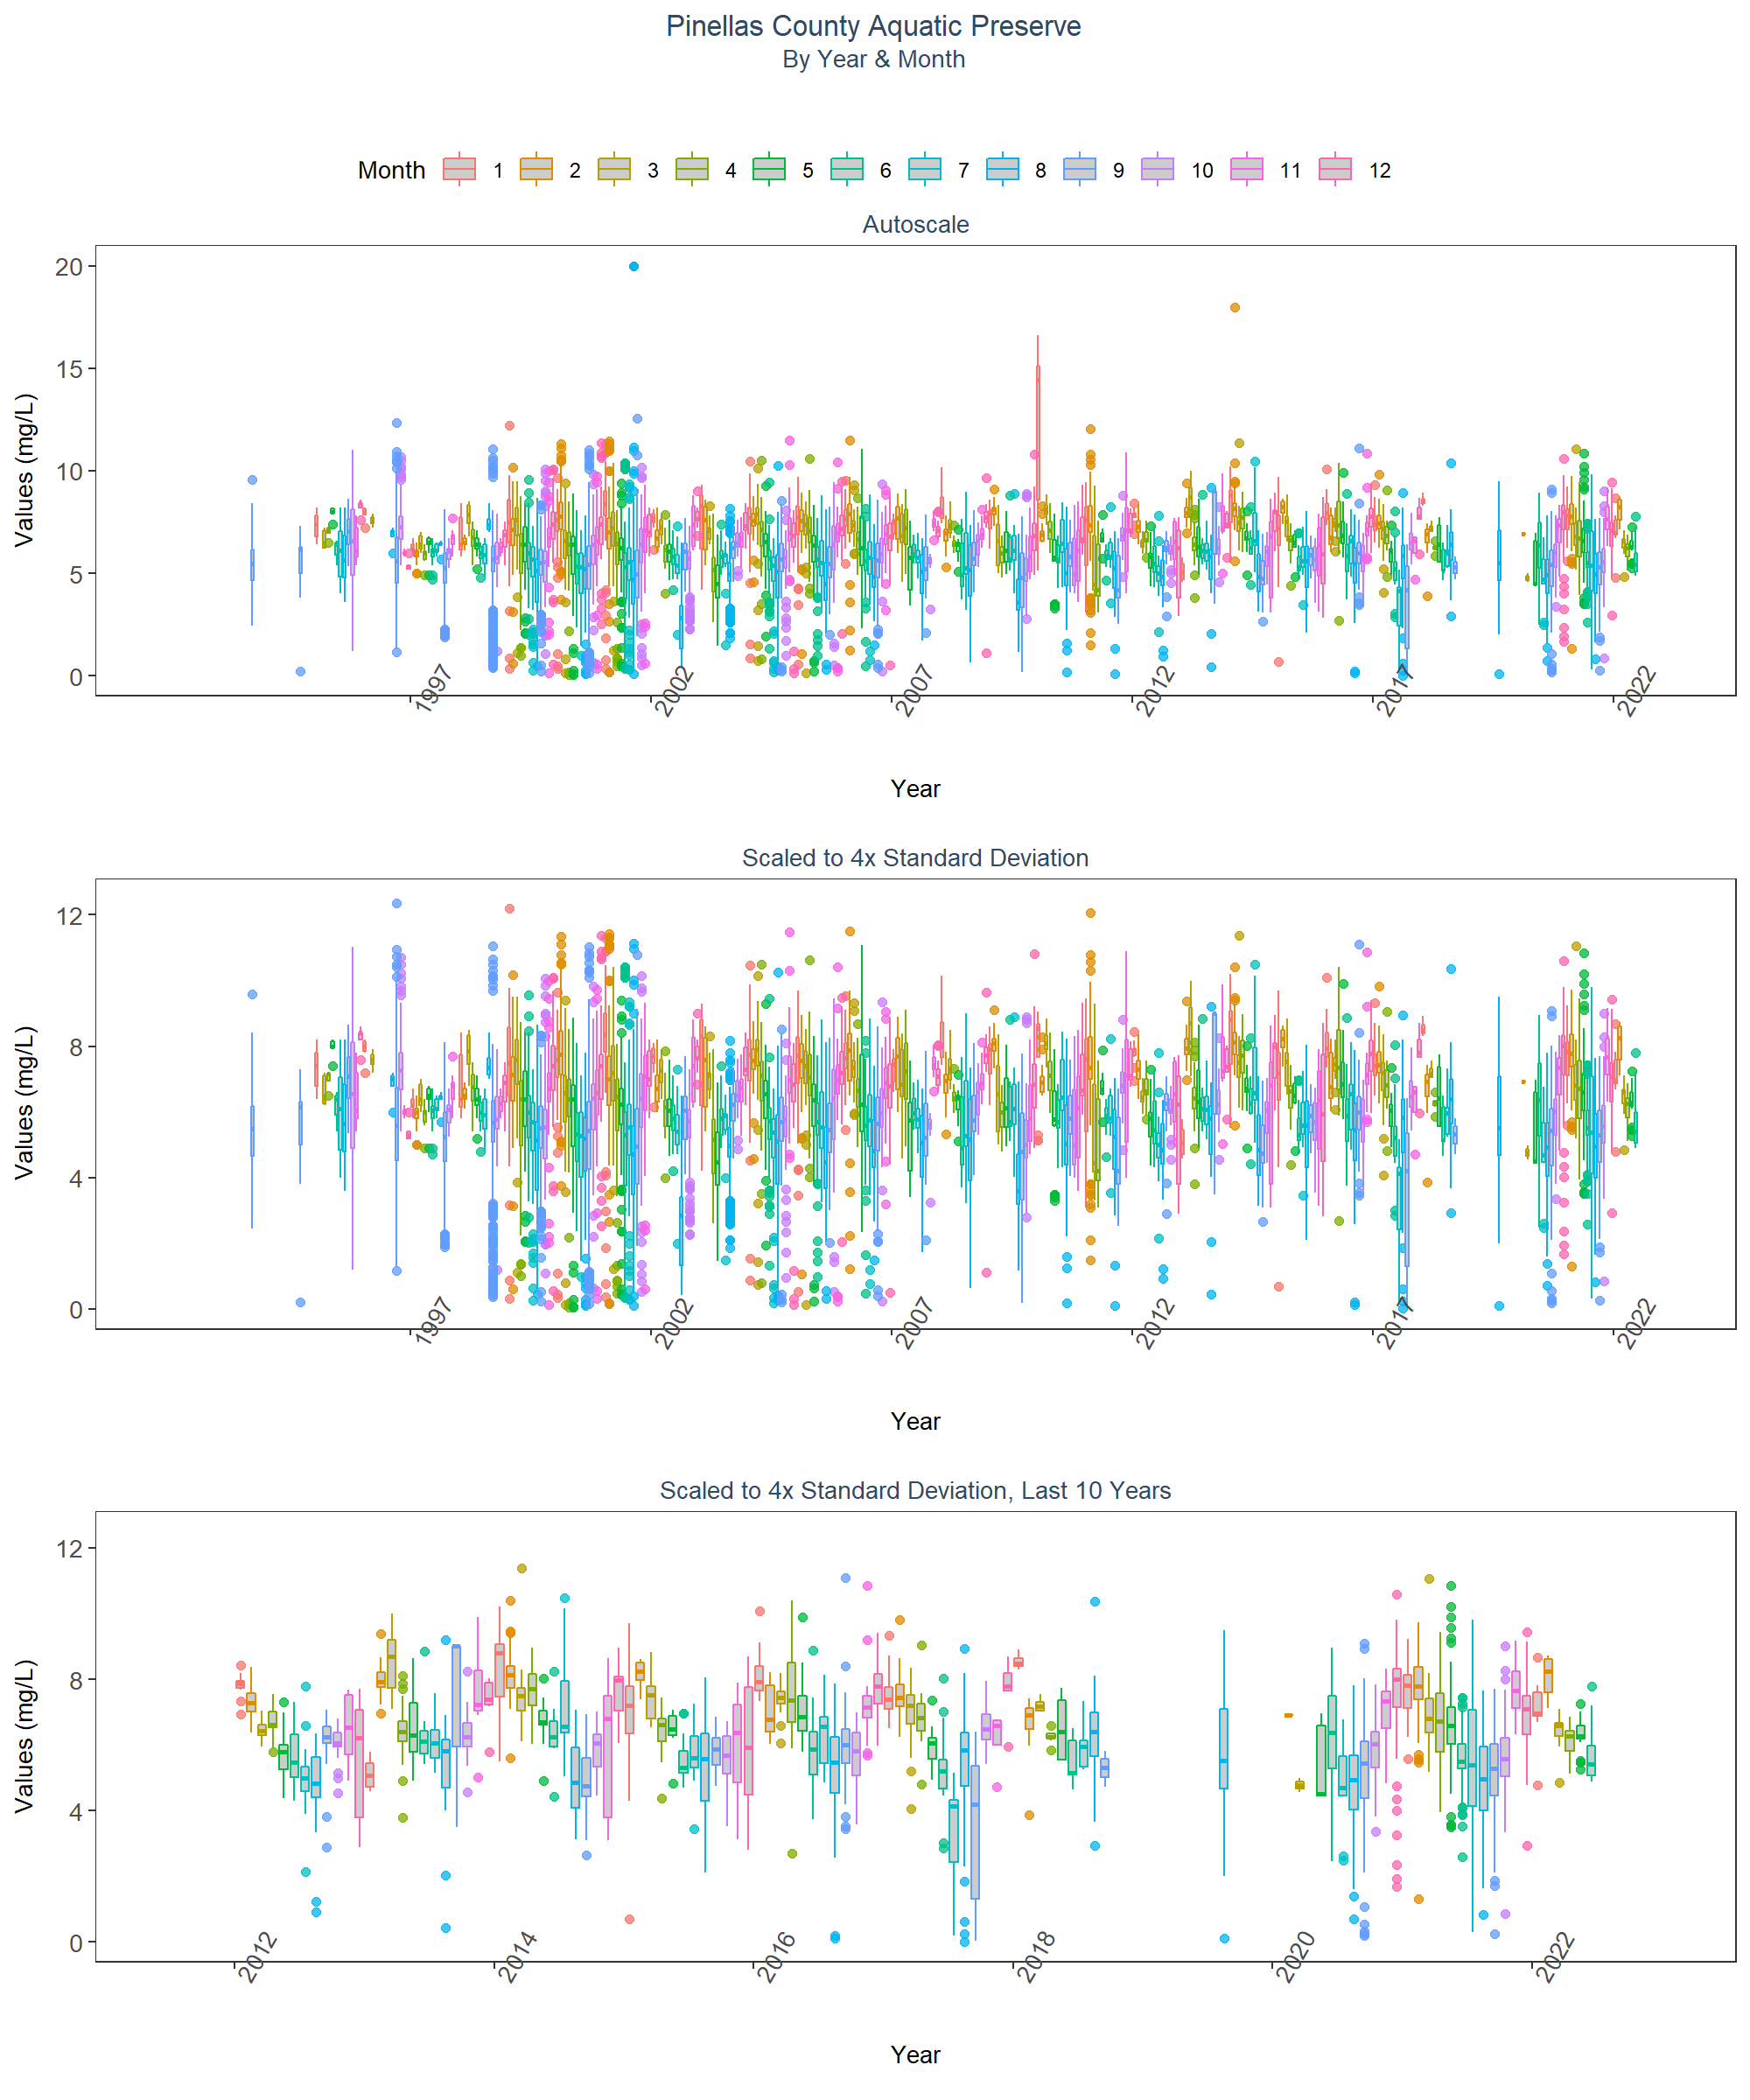 Pinellas County Aquatic Preserve
By Year & Month
Month 1 2 3 4 5 6 7 8 9 10 11 12
Autoscale
Values (mg/L)
20
15
10
5
0
1997 2002 2007 2012 2017 2022
Year
Scaled to 4x Standard Deviation
Values (mg/L)
12
8
4
0
1997 2002 2007 2012 2017 2022
Year
Scaled to 4x Standard Deviation, Last 10 Years
Values (mg/L)
12
8
4
0
2012 2014 2016 2018 2020 2022
Year